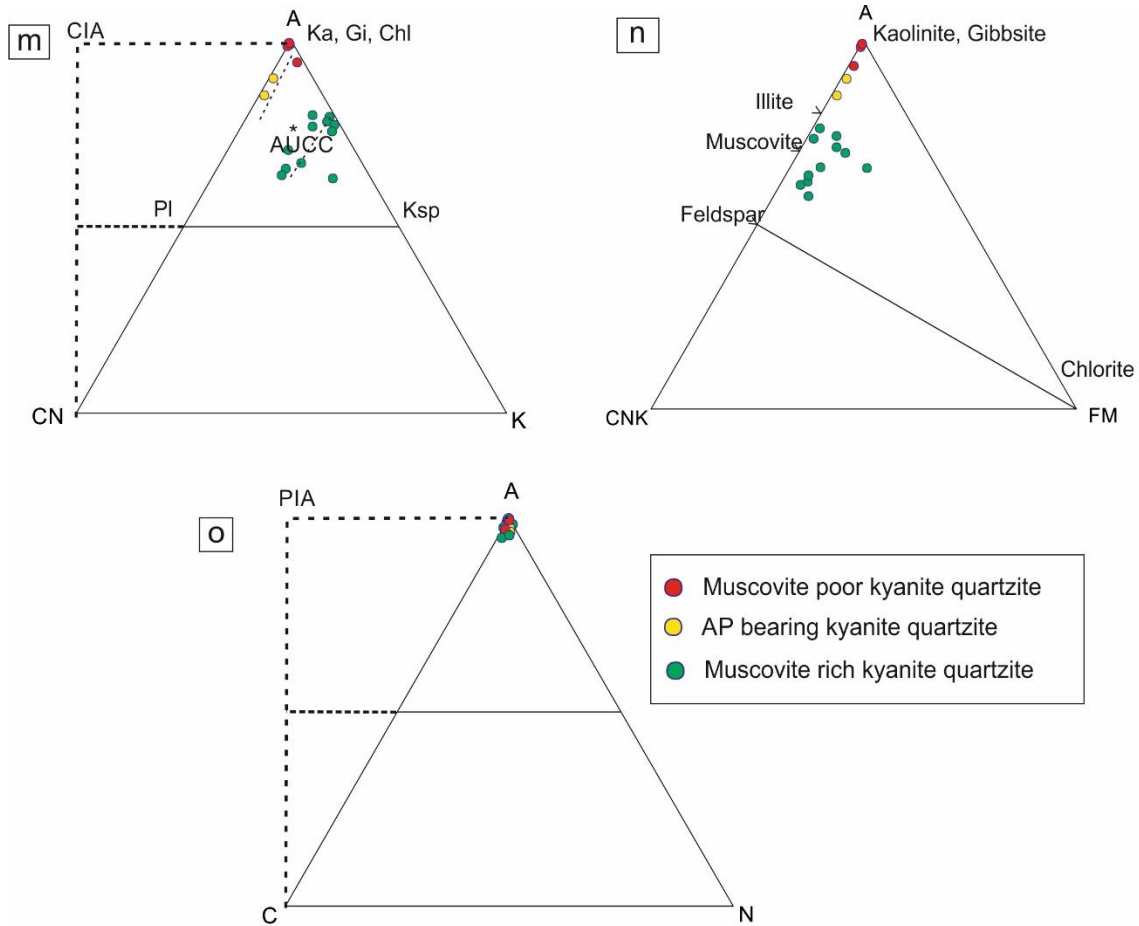 m
CIA
A
Ka, Gi, Chl
*
AUCC
Pl
Ksp
CN
K
n
A
Kaolinite, Gibbsite
Illite
Muscovite
Feldspar
Chlorite
CNK
FM
o
PIA
A
C
N
Muscovite poor kyanite quartzite
AP bearing kyanite quartzite
Muscovite rich kyanite quartzite